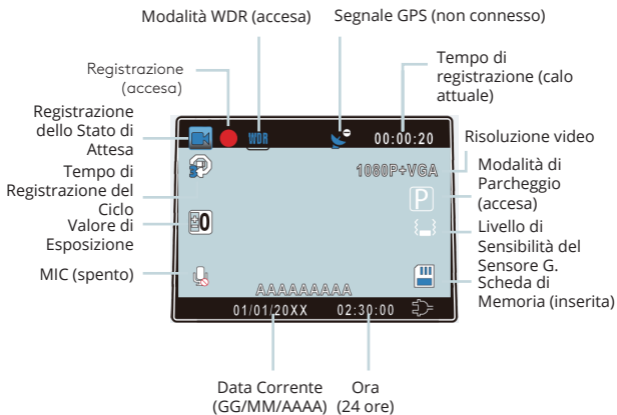 Modalità WDR (accesa)
Segnale GPS (non connesso)
Registrazione
(accesa)
Tempo di
registrazione (calo
attuale)
Registrazione
dello Stato di
Attesa
WDR
00:00:20
Risoluzione video
Tempo di
Registrazione del
Ciclo
3
1080P+VGA
Modalità di
Parcheggio
(accesa)
P
Valore di
Esposizione
0
Livello di
Sensibilità del
Sensore G.
MIC (spento)
Scheda di
Memoria (inserita)
AAAAAAAAA
01/01/20XX
02:30:00
Data Corrente
(GG/MM/AAAA)
Ora
(24 ore)